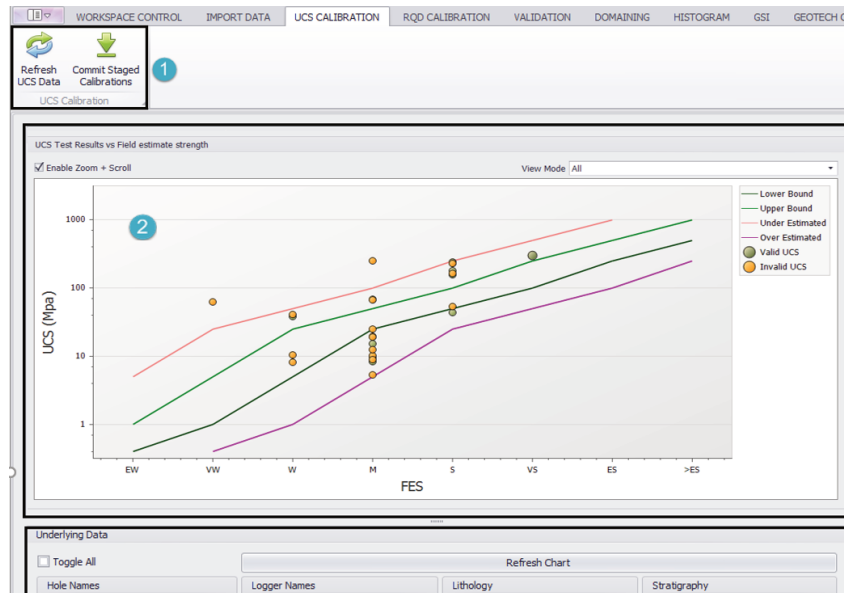 WORKSPACE CONTROL IMPORT DATA UCS CALIBRATION RQD CALIBRATION VALIDATION DOMAINING HISTOGRAM GSI GEOTECH
Refresh UCS Data
Commit Staged Calibrations
1
UCS Calibration
UCS Test Results vs Field estimate strength
Enable Zoom + Scroll
View Mode All
2
UCS (Mpa)
1000
100
10
1
EW VW W M S VS ES >ES
FES
Lower Bound
Upper Bound
Under Estimated
Over Estimated
Valid UCS
Invalid UCS
Underlying Data
Toggle All
Refresh Chart
Hole Names Logger Names Lithology Stratigraphy